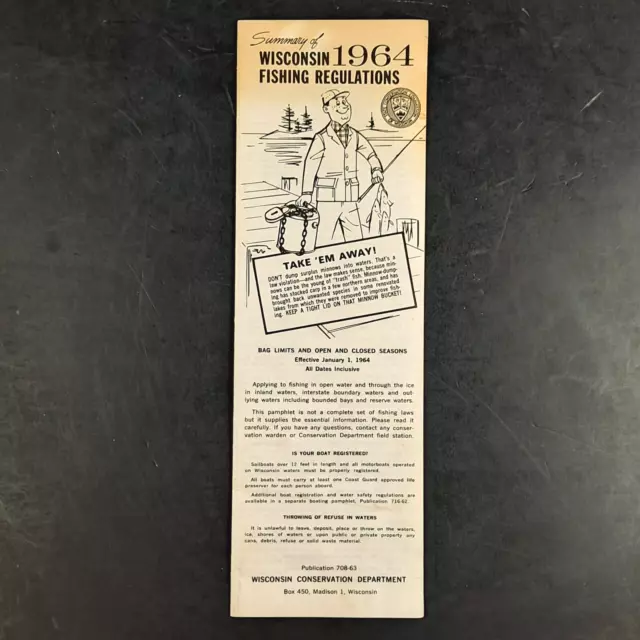 Summary of
WISCONSIN 1964
FISHING REGULATIONS
TAKE 'EM AWAY!
DON'T dump surplus minnows into waters. That's a
law violation—and the law makes sense, because min-
nows can be the young of "trash" fish. Minnow-dump-
ing has stocked carp in a few northern areas, and has
brought back unwanted species in some renovated
lakes from which they were removed to improve fish-
ing. KEEP A TIGHT LID ON THAT MINNOW BUCKET!
BAG LIMITS AND OPEN AND CLOSED SEASONS
Effective January 1, 1964
All Dates Inclusive
Applying to fishing in open water and through the ice
in inland waters, interstate boundary waters and out-
lying waters including bounded bays and reserve waters.
This pamphlet is not a complete set of fishing laws
but it supplies the essential information. Please read it
carefully. If you have any questions, contact any conser-
vation warden or Conservation Department field station.
IS YOUR BOAT REGISTERED?
Sailboats over 12 feet in length and all motorboats operated
on Wisconsin waters must be properly registered.
All boats must carry at least one Coast Guard approved life
preserver for each person aboard.
Additional boat registration and water safety regulations are
available in a separate boating pamphlet, Publication 716-62.
THROWING OF REFUSE IN WATERS
It is unlawful to leave, deposit, place or throw on the waters,
ice, shores of waters or upon public or private property any
cans, debris, refuse or solid waste material.
Publication 708-63
WISCONSIN CONSERVATION DEPARTMENT
Box 450, Madison 1, Wisconsin